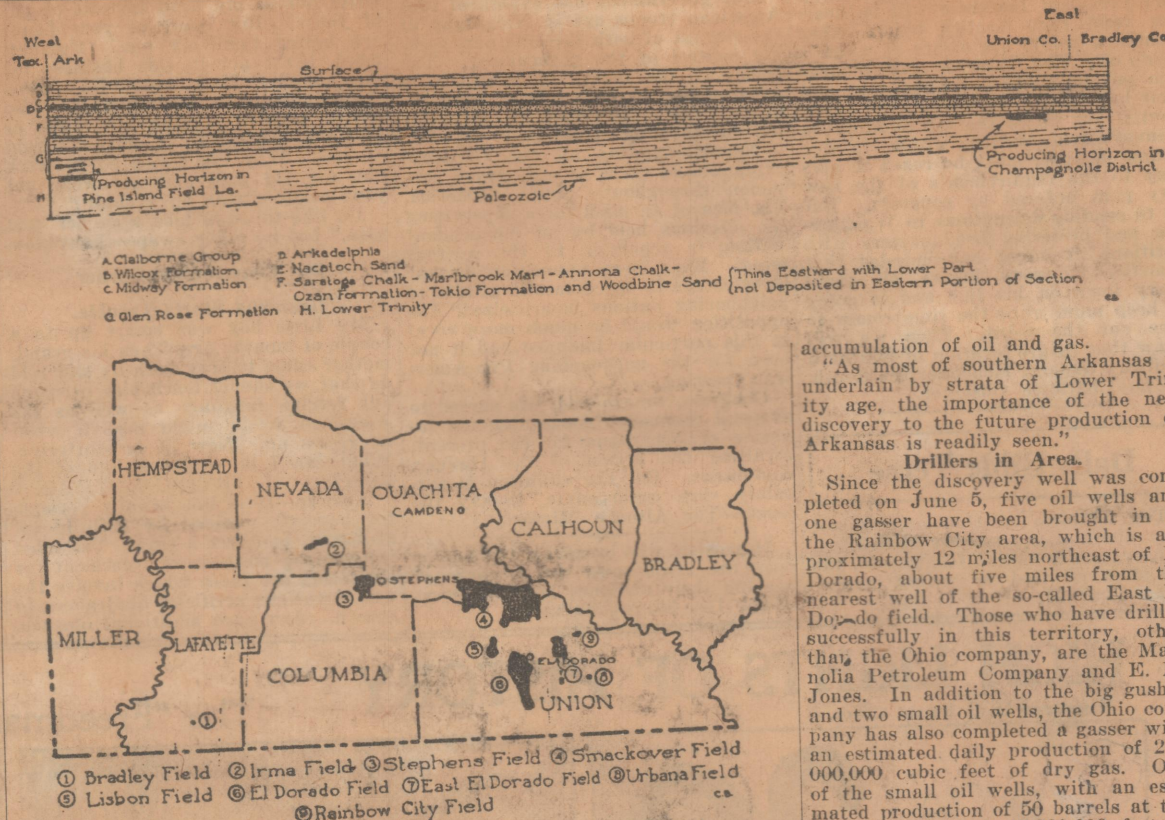 East
West
Union Co. Bradley Co
Tex. Ark
Surface
A
B
C
D
E
F
G
H
Producing Horizon in
Pine Island Field La.
Producing Horizon in
Champagnolle District
Paleozoic
A. Claiborne Group
B. Wilcox Formation
C. Midway Formation
D. Arkadelphia
E. Nacatoch Sand
F. Saratoga Chalk - Marlbrook Marl - Annona Chalk-
Ozan Formation- Tokio Formation and Woodbine Sand
Thins Eastward with Lower Part
not Deposited in Eastern Portion of Section
G. Glen Rose Formation H. Lower Trinity
HEMPSTEAD
NEVADA
OUACHITA
CAMDEN
CALHOUN
BRADLEY
2
STEPHENS
3
4
MILLER
LAFAYETTE
COLUMBIA
5
9
EL DORADO
6
7 8
UNION
1
① Bradley Field ② Irma Field ③ Stephens Field ④ Smackover Field
⑤ Lisbon Field ⑥ El Dorado Field ⑦ East El Dorado Field ⑧ Urbana Field
⑨ Rainbow City Field
accumulation of oil and gas.
"As most of southern Arkansas
underlain by strata of Lower Trin
ity age, the importance of the ne
discovery to the future production
Arkansas is readily seen."
Drillers in Area.
Since the discovery well was com
pleted on June 5, five oil wells an
one gasser have been brought in
the Rainbow City area, which is a
proximately 12 miles northeast of
Dorado, about five miles from t
nearest well of the so-called East
Dorado field. Those who have drill
successfully in this territory, oth
than the Ohio company, are the Ma
nolia Petroleum Company and E.
Jones. In addition to the big gush
and two small oil wells, the Ohio co
pany has also completed a gasser wi
an estimated daily production of 2
000,000 cubic feet of dry gas. O
of the small oil wells, with an es
mated production of 50 barrels at t